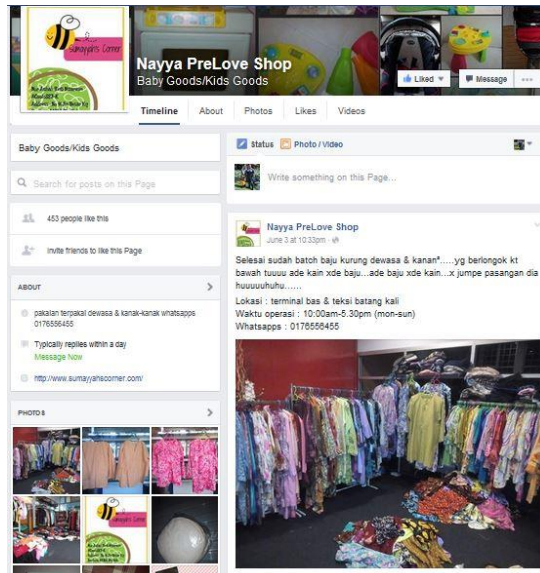 Sumayyah's Corner
Nayya PreLove Shop
Baby Goods/Kids Goods
Liked
Message
Timeline
About
Photos
Likes
Videos
Baby Goods/Kids Goods
Search for posts on this Page
453 people like this
Invite friends to like this Page
ABOUT
pakaian terpakai dewasa & kanak-kanak whatsapps
0176556455
Typically replies within a day
Message Now
http://www.sumayyahscorner.com/
PHOTOS
Sumayyah's Corner
Status
Photo / Video
Write something on this Page...
Nayya PreLove Shop
June 3 at 10:33pm
Selesai sudah batch baju kurung dewasa & kanan".....yg berlongok kt
bawah tuuuu ade kain xde baju...ade baju xde kain...x jumpe pasangan dia
huuuuuhuhu......
Lokasi : terminal bas & teksi batang kali
Waktu operasi : 10:00am-5.30pm (mon-sun)
Whatsapps : 0176556455